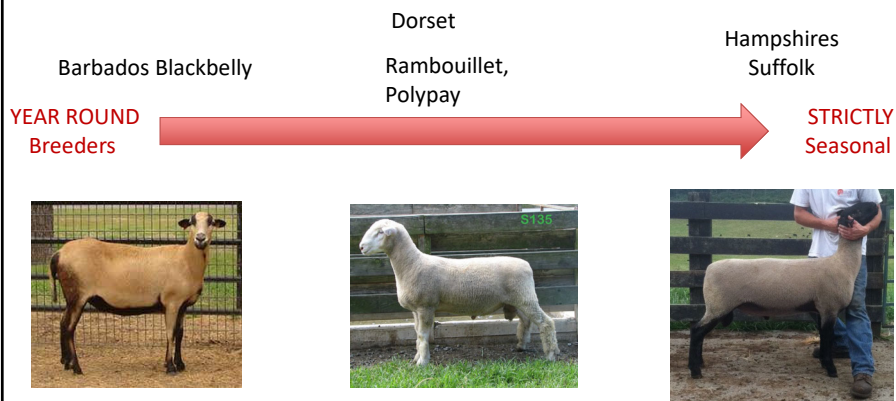 Dorset
Barbados Blackbelly
Rambouillet,
Polypay
Hampshires
Suffolk
YEAR ROUND
Breeders
STRICTLY
Seasonal
S135